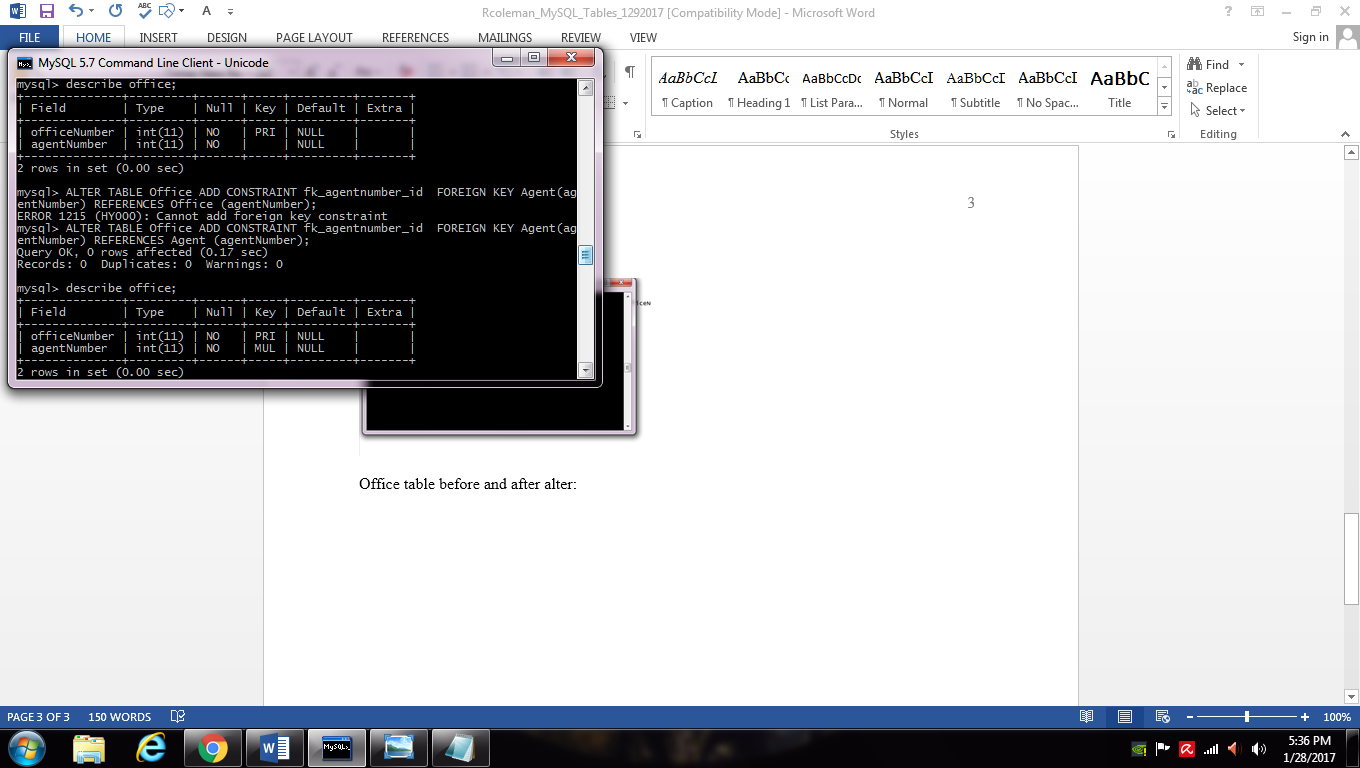 Rcoleman_MySQL_Tables_1292017 [Compatibility Mode] - Microsoft Word
FILE HOME INSERT DESIGN PAGE LAYOUT REFERENCES MAILINGS REVIEW VIEW Sign in
MySQL 5.7 Command Line Client - Unicode
mysql> describe office;
+--------------+---------+------+-----+---------+-------+
| Field        | Type    | Null | Key | Default | Extra |
+--------------+---------+------+-----+---------+-------+
| officeNumber | int(11) | NO   | PRI | NULL    |       |
| agentNumber  | int(11) | NO   |     | NULL    |       |
+--------------+---------+------+-----+---------+-------+
2 rows in set (0.00 sec)
mysql> ALTER TABLE Office ADD CONSTRAINT fk_agentnumber_id  FOREIGN KEY Agent(ag
entNumber) REFERENCES Office (agentNumber);
ERROR 1215 (HY000): Cannot add foreign key constraint
mysql> ALTER TABLE Office ADD CONSTRAINT fk_agentnumber_id  FOREIGN KEY Agent(ag
entNumber) REFERENCES Agent (agentNumber);
Query OK, 0 rows affected (0.17 sec)
Records: 0  Duplicates: 0  Warnings: 0
mysql> describe office;
+--------------+---------+------+-----+---------+-------+
| Field        | Type    | Null | Key | Default | Extra |
+--------------+---------+------+-----+---------+-------+
| officeNumber | int(11) | NO   | PRI | NULL    |       |
| agentNumber  | int(11) | NO   | MUL | NULL    |       |
+--------------+---------+------+-----+---------+-------+
2 rows in set (0.00 sec)
AaBbCcI AaBbCc AaBbCcDc AaBbCcI AaBbCcI AaBbCcI AaBbC
¶ Caption ¶ Heading 1 ¶ List Para... ¶ Normal ¶ Subtitle ¶ No Spac... Title
Styles
Find
Replace
Select
Editing
3
Office table before and after alter:
PAGE 3 OF 3 150 WORDS 100%
5:36 PM
1/28/2017